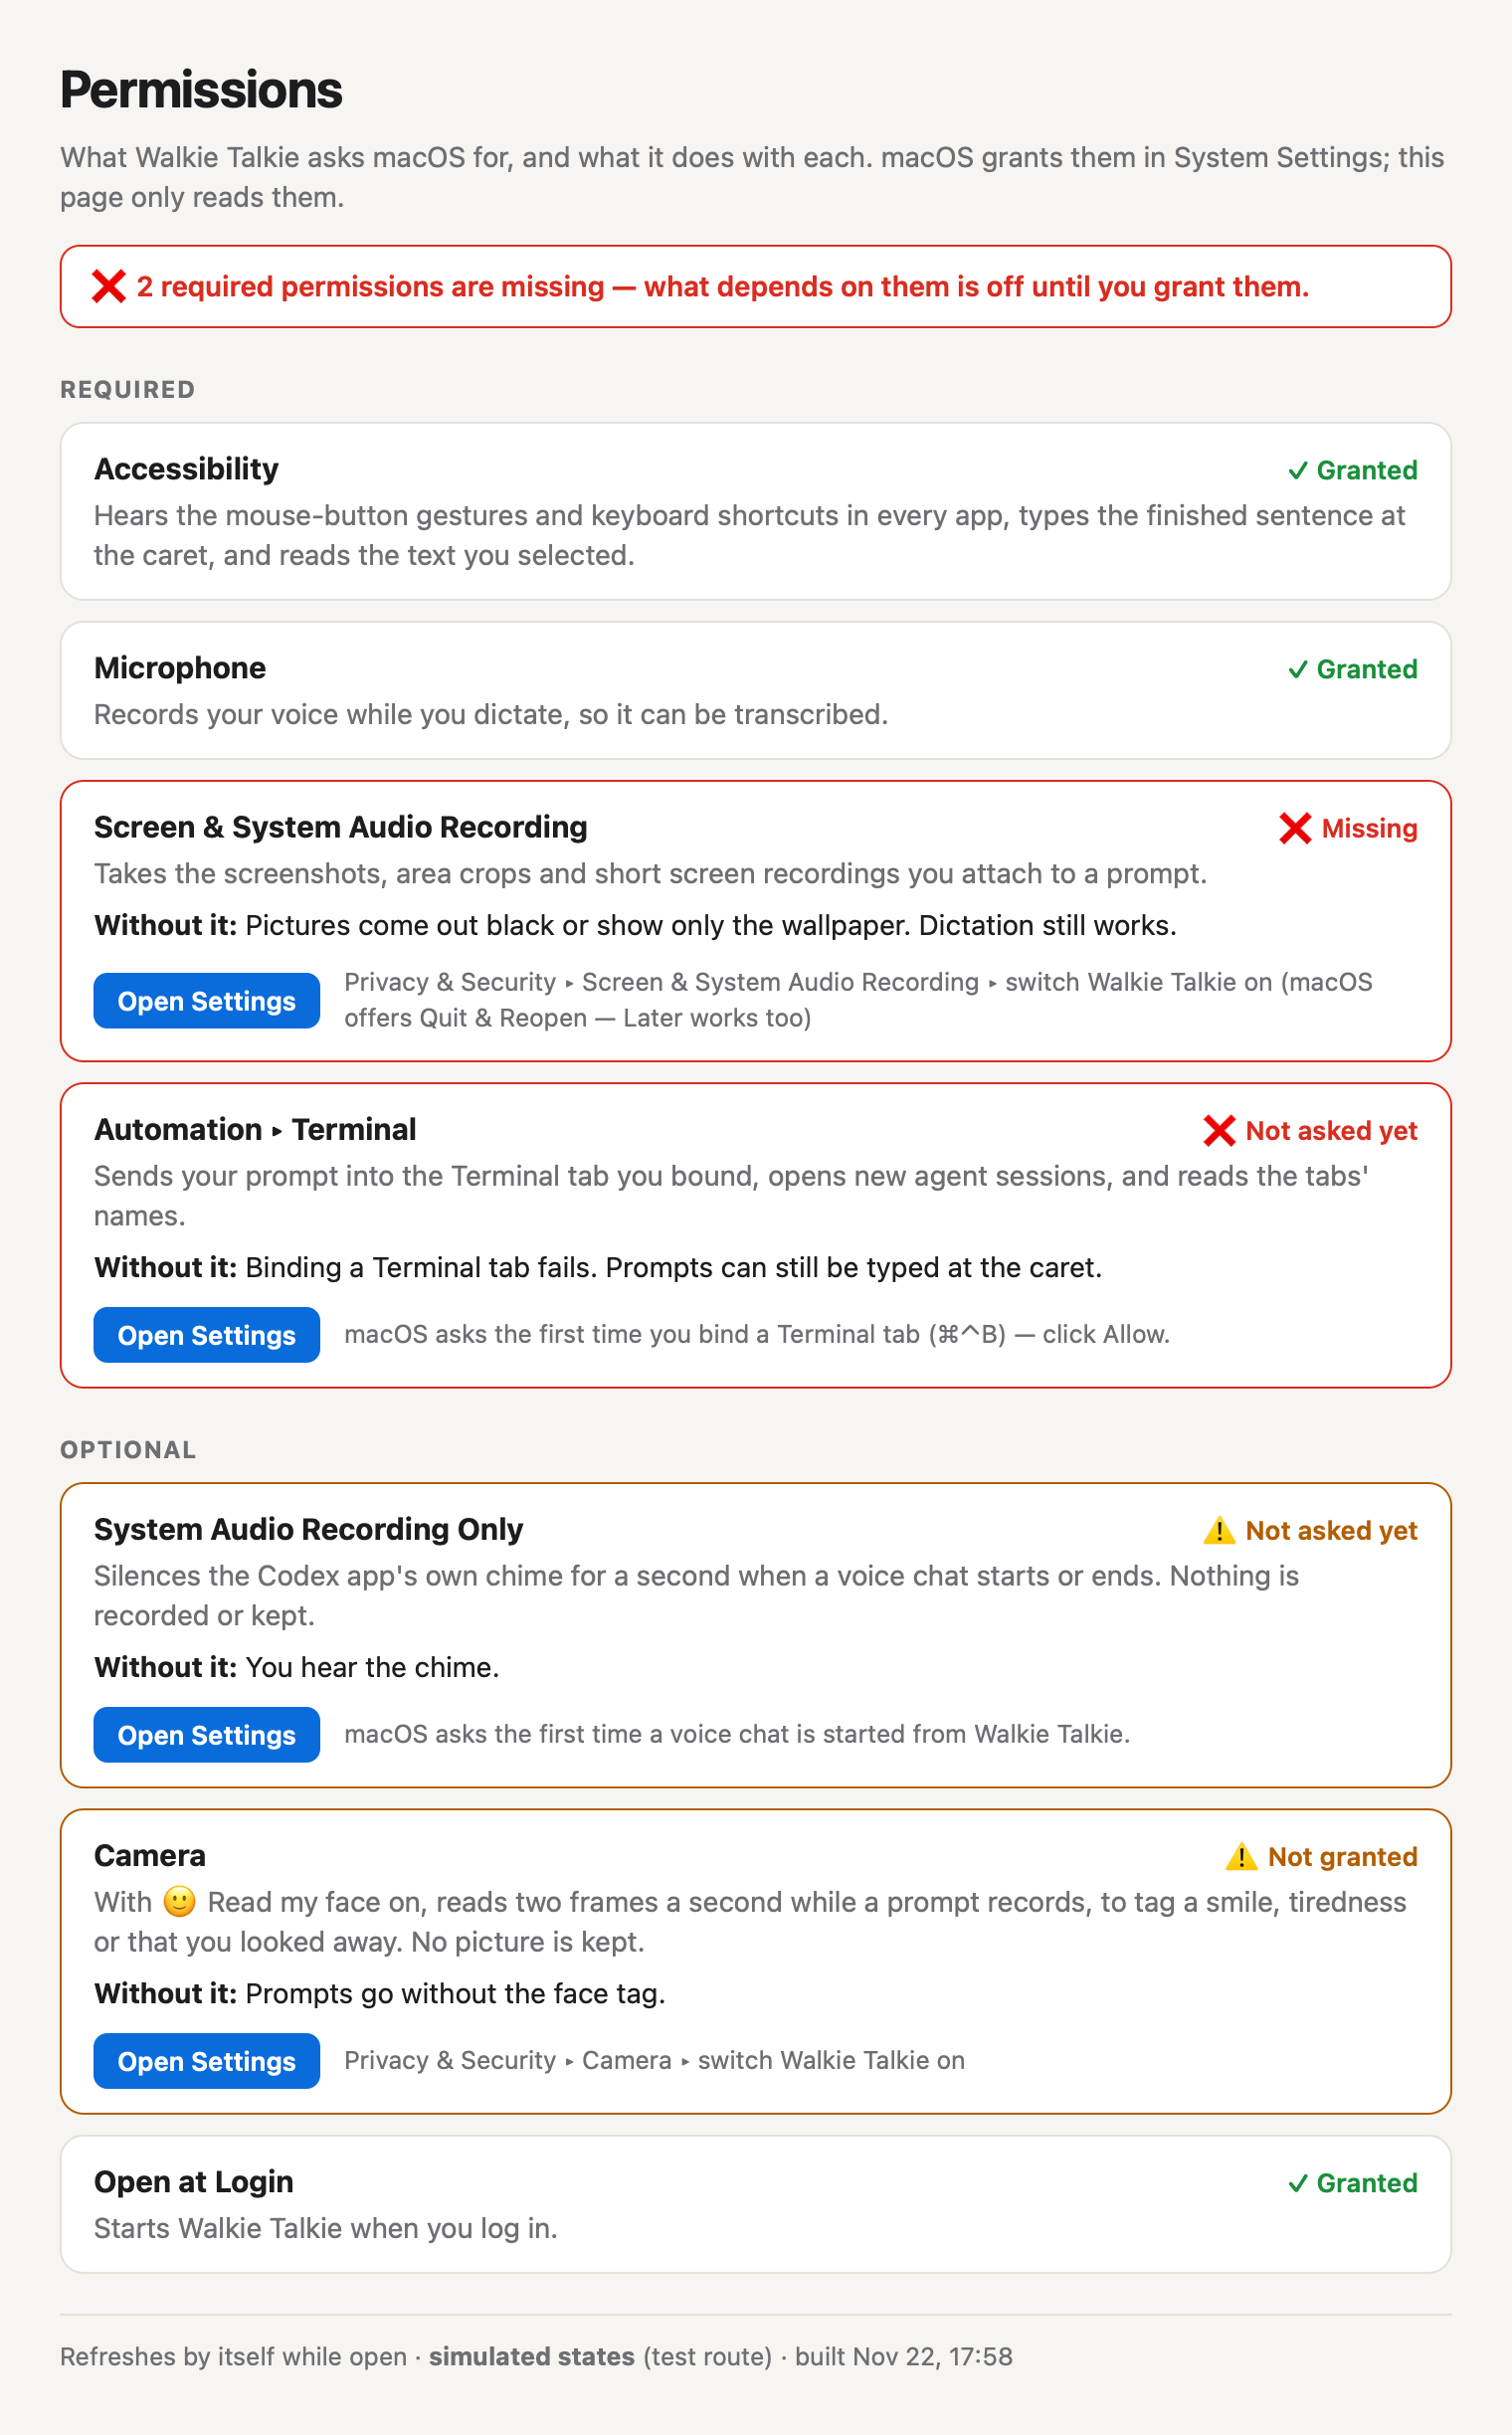 Permissions
What Walkie Talkie asks macOS for, and what it does with each. macOS grants them in System Settings; this
page only reads them.
❌ 2 required permissions are missing — what depends on them is off until you grant them.
REQUIRED
Accessibility
✓ Granted
Hears the mouse-button gestures and keyboard shortcuts in every app, types the finished sentence at
the caret, and reads the text you selected.
Microphone
✓ Granted
Records your voice while you dictate, so it can be transcribed.
Screen & System Audio Recording
❌ Missing
Takes the screenshots, area crops and short screen recordings you attach to a prompt.
Without it: Pictures come out black or show only the wallpaper. Dictation still works.
Open Settings
Privacy & Security ▸ Screen & System Audio Recording ▸ switch Walkie Talkie on (macOS
offers Quit & Reopen — Later works too)
Automation ▸ Terminal
❌ Not asked yet
Sends your prompt into the Terminal tab you bound, opens new agent sessions, and reads the tabs'
names.
Without it: Binding a Terminal tab fails. Prompts can still be typed at the caret.
Open Settings
macOS asks the first time you bind a Terminal tab (⌘^B) — click Allow.
OPTIONAL
System Audio Recording Only
⚠️ Not asked yet
Silences the Codex app's own chime for a second when a voice chat starts or ends. Nothing is
recorded or kept.
Without it: You hear the chime.
Open Settings
macOS asks the first time a voice chat is started from Walkie Talkie.
Camera
⚠️ Not granted
With 🙂 Read my face on, reads two frames a second while a prompt records, to tag a smile, tiredness
or that you looked away. No picture is kept.
Without it: Prompts go without the face tag.
Open Settings
Privacy & Security ▸ Camera ▸ switch Walkie Talkie on
Open at Login
✓ Granted
Starts Walkie Talkie when you log in.
Refreshes by itself while open · simulated states (test route) · built Nov 22, 17:58